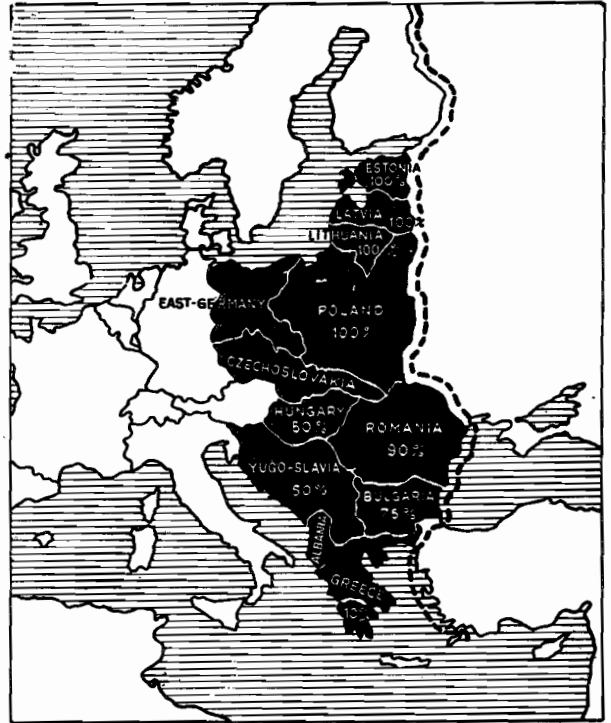 ESTONIA
100%
LATVIA 100%
LITHUANIA
100%
EAST-GERMANY
POLAND
100%
CZECHOSLOVAKIA
HUNGARY
50%
ROMANIA
90%
YUGO-SLAVIA
50%
BULGARIA
75%
ALBANIA
GREECE